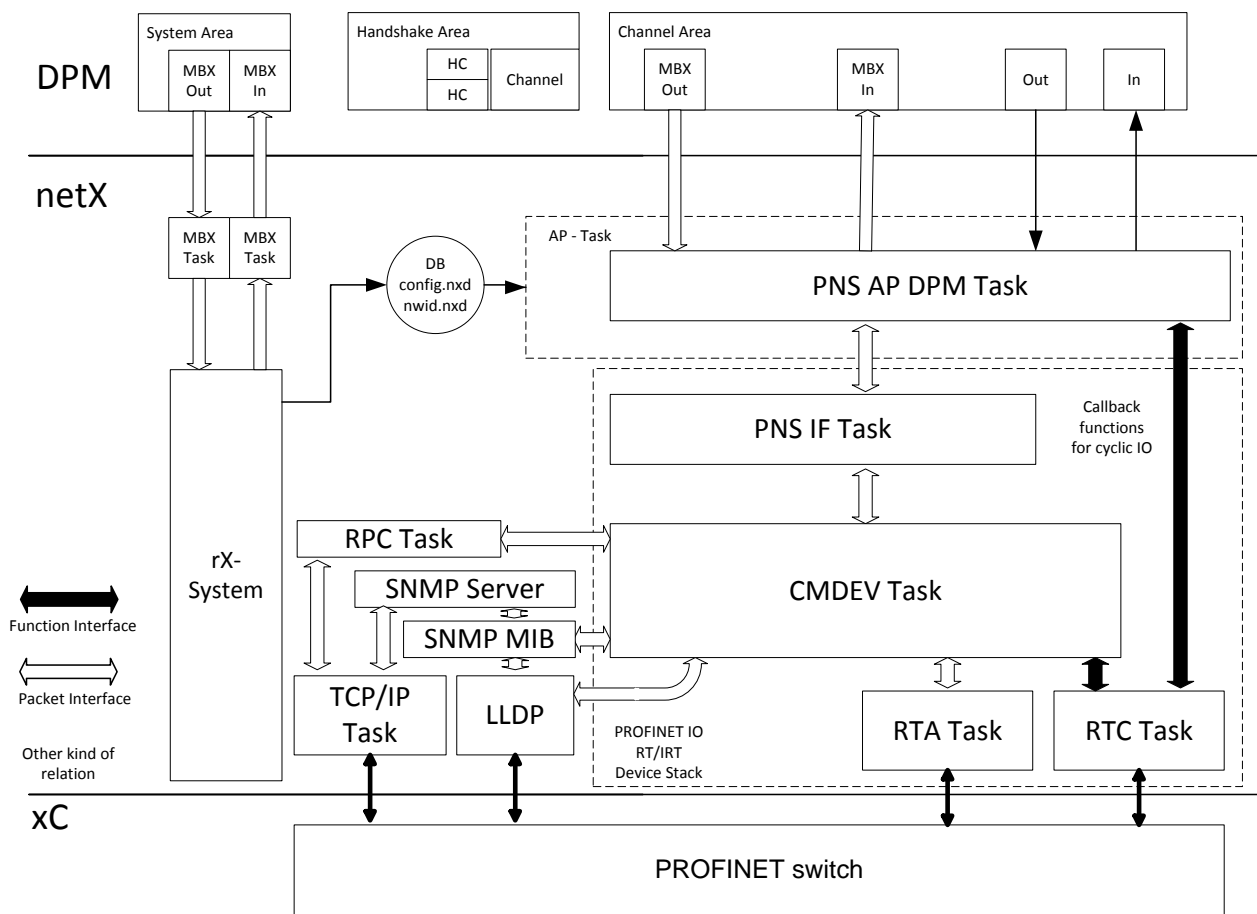 System Area
MBX
Out
MBX
In
Handshake Area
HC
HC
Channel
Channel Area
MBX
Out
MBX
In
Out
In
DPM
netX
MBX
Task
MBX
Task
DB
config.nxd
nwid.nxd
AP - Task
PNS AP DPM Task
PNS IF Task
Callback
functions
for cyclic IO
rX-
System
RPC Task
SNMP Server
SNMP MIB
CMDEV Task
Function Interface
Packet Interface
Other kind of
relation
TCP/IP
Task
LLDP
PROFINET IO
RT/IRT
Device Stack
RTA Task
RTC Task
xC
PROFINET switch